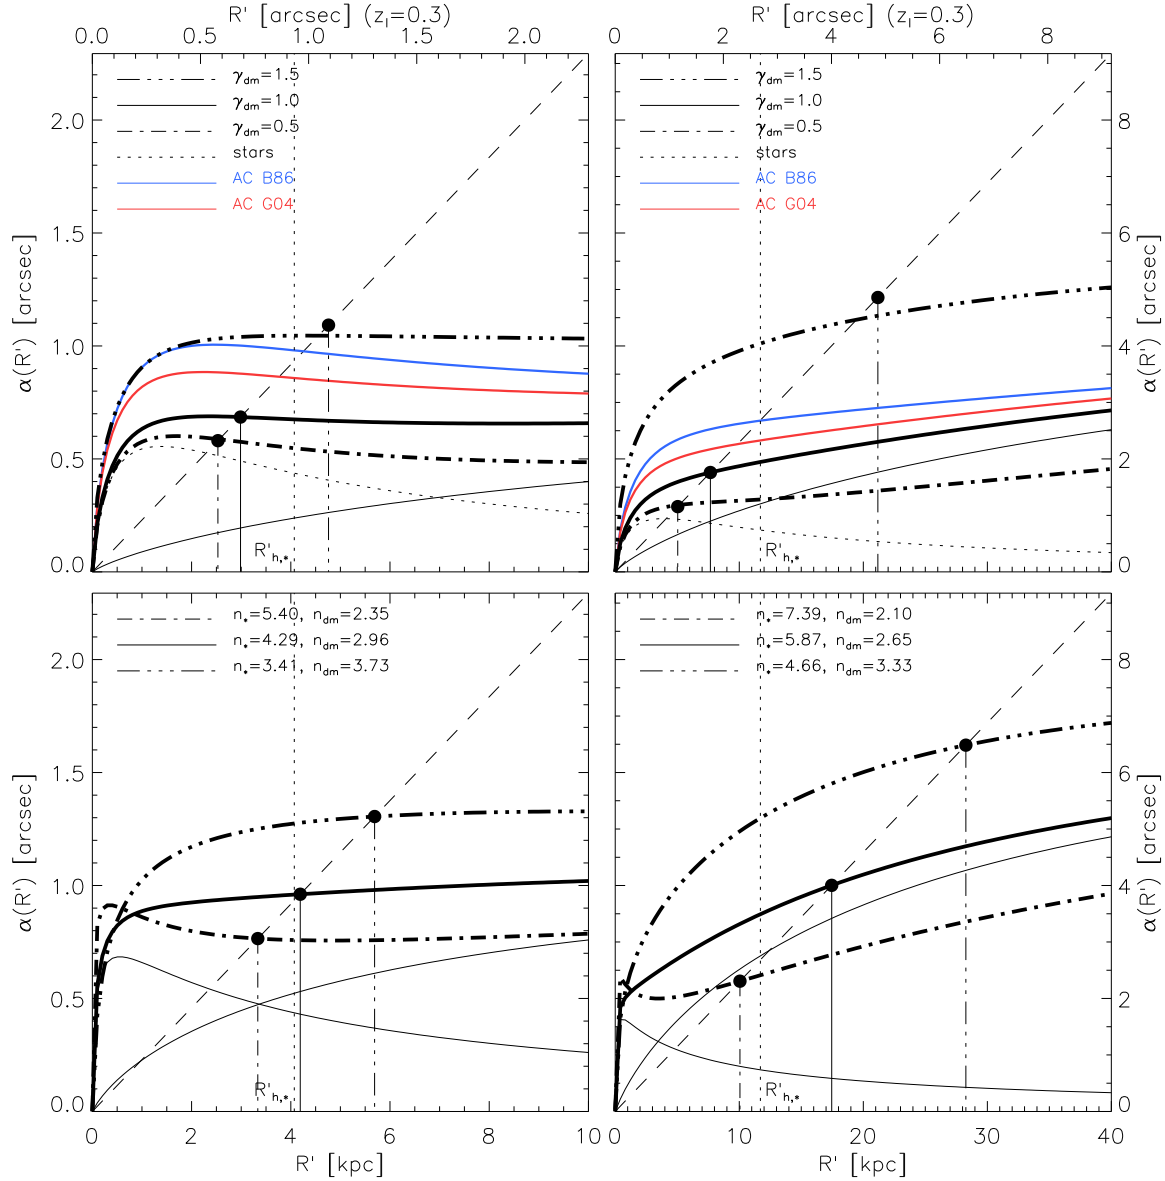 R' [arcsec] (z_l=0.3)
R' [arcsec] (z_l=0.3)
0.0 0.5 1.0 1.5 2.0
0 2 4 6 8
γ_dm=1.5
γ_dm=1.0
γ_dm=0.5
stars
AC B86
AC G04
γ_dm=1.5
γ_dm=1.0
γ_dm=0.5
stars
AC B86
AC G04
2.0
1.5
1.0
0.5
0.0
α(R') [arcsec]
R'_h,*
R'_h,*
8
6
4
2
0
α(R') [arcsec]
n_*=5.40, n_dm=2.35
n_*=4.29, n_dm=2.96
n_*=3.41, n_dm=3.73
n_*=7.39, n_dm=2.10
n_*=5.87, n_dm=2.65
n_*=4.66, n_dm=3.33
2.0
1.5
1.0
0.5
0.0
α(R') [arcsec]
R'_h,*
R'_h,*
8
6
4
2
0
α(R') [arcsec]
0 2 4 6 8 10
0 10 20 30 40
R' [kpc]
R' [kpc]